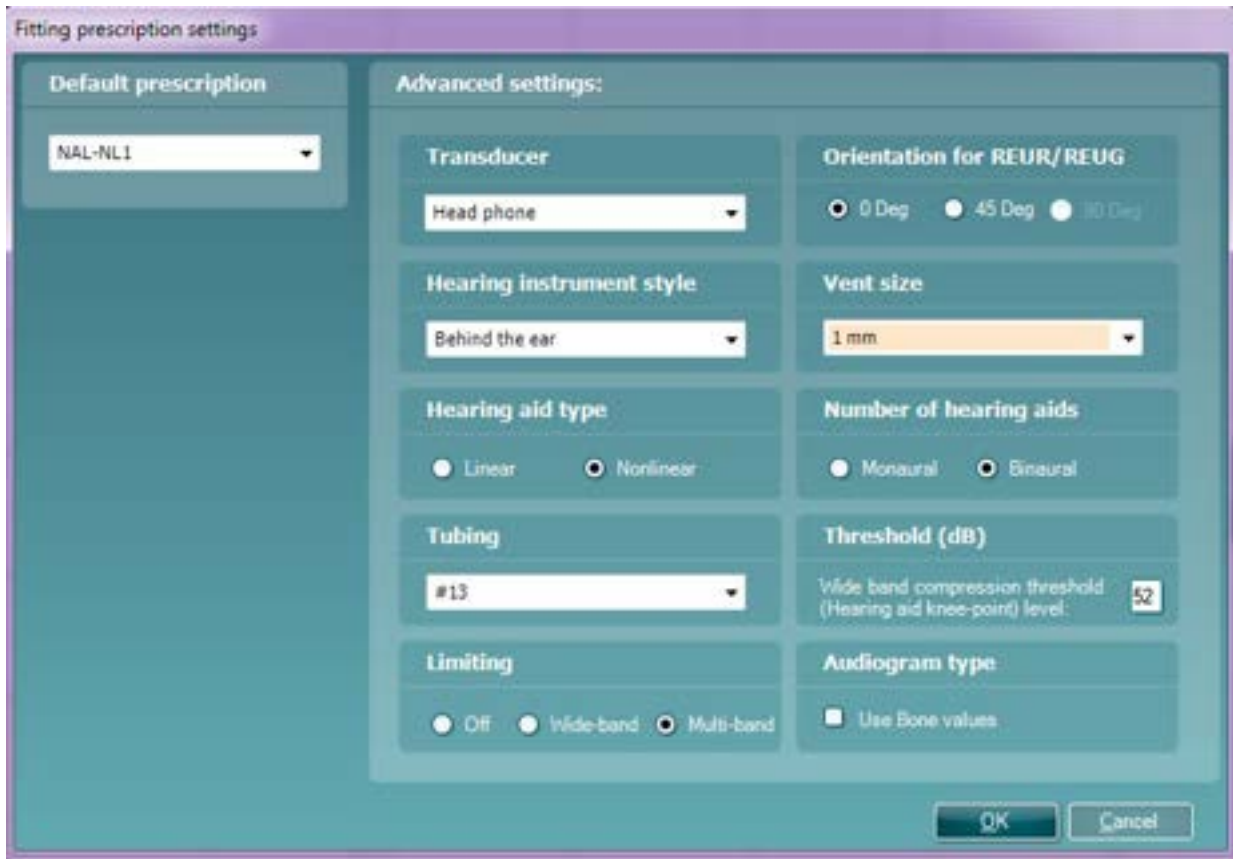 Fitting prescription settings
Default prescription
NAL-NL1
Advanced settings:
Transducer
Head phone
Orientation for REUR/REUG
0 Deg 45 Deg Deg
Hearing instrument style
Behind the ear
Vent size
1 mm
Hearing aid type
Linear Nonlinear
Number of hearing aids
Monaural Binaural
Tubing
#13
Threshold (dB)
Wide band compression threshold
(Hearing aid knee-point) level: 52
Limiting
Off Wide-band Multi-band
Audiogram type
Use Bone values
OK Cancel